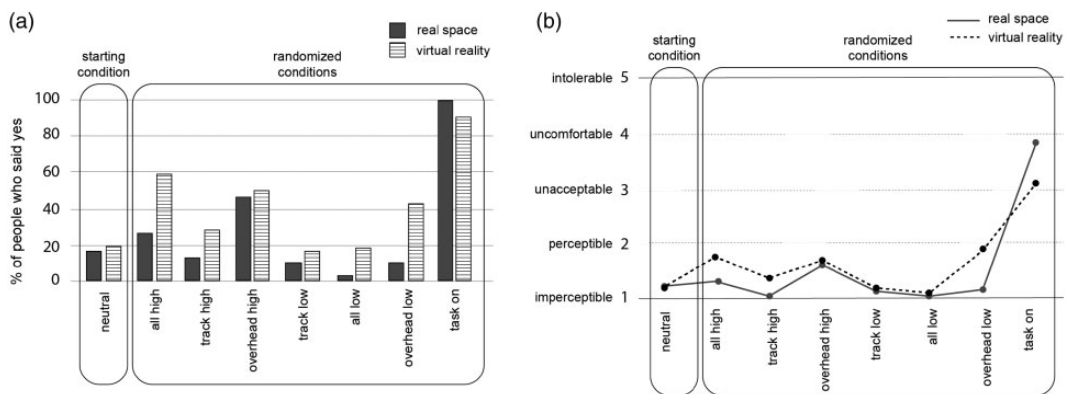 (a)
real space
virtual reality
starting
condition
randomized
conditions
% of people who said yes
100
80
60
40
20
0
neutral
all high
track high
overhead high
track low
all low
overhead low
task on
(b)
real space
virtual reality
starting
condition
randomized
conditions
intolerable 5
uncomfortable 4
unacceptable 3
perceptible 2
imperceptible 1
neutral
all high
track high
overhead high
track low
all low
overhead low
task on